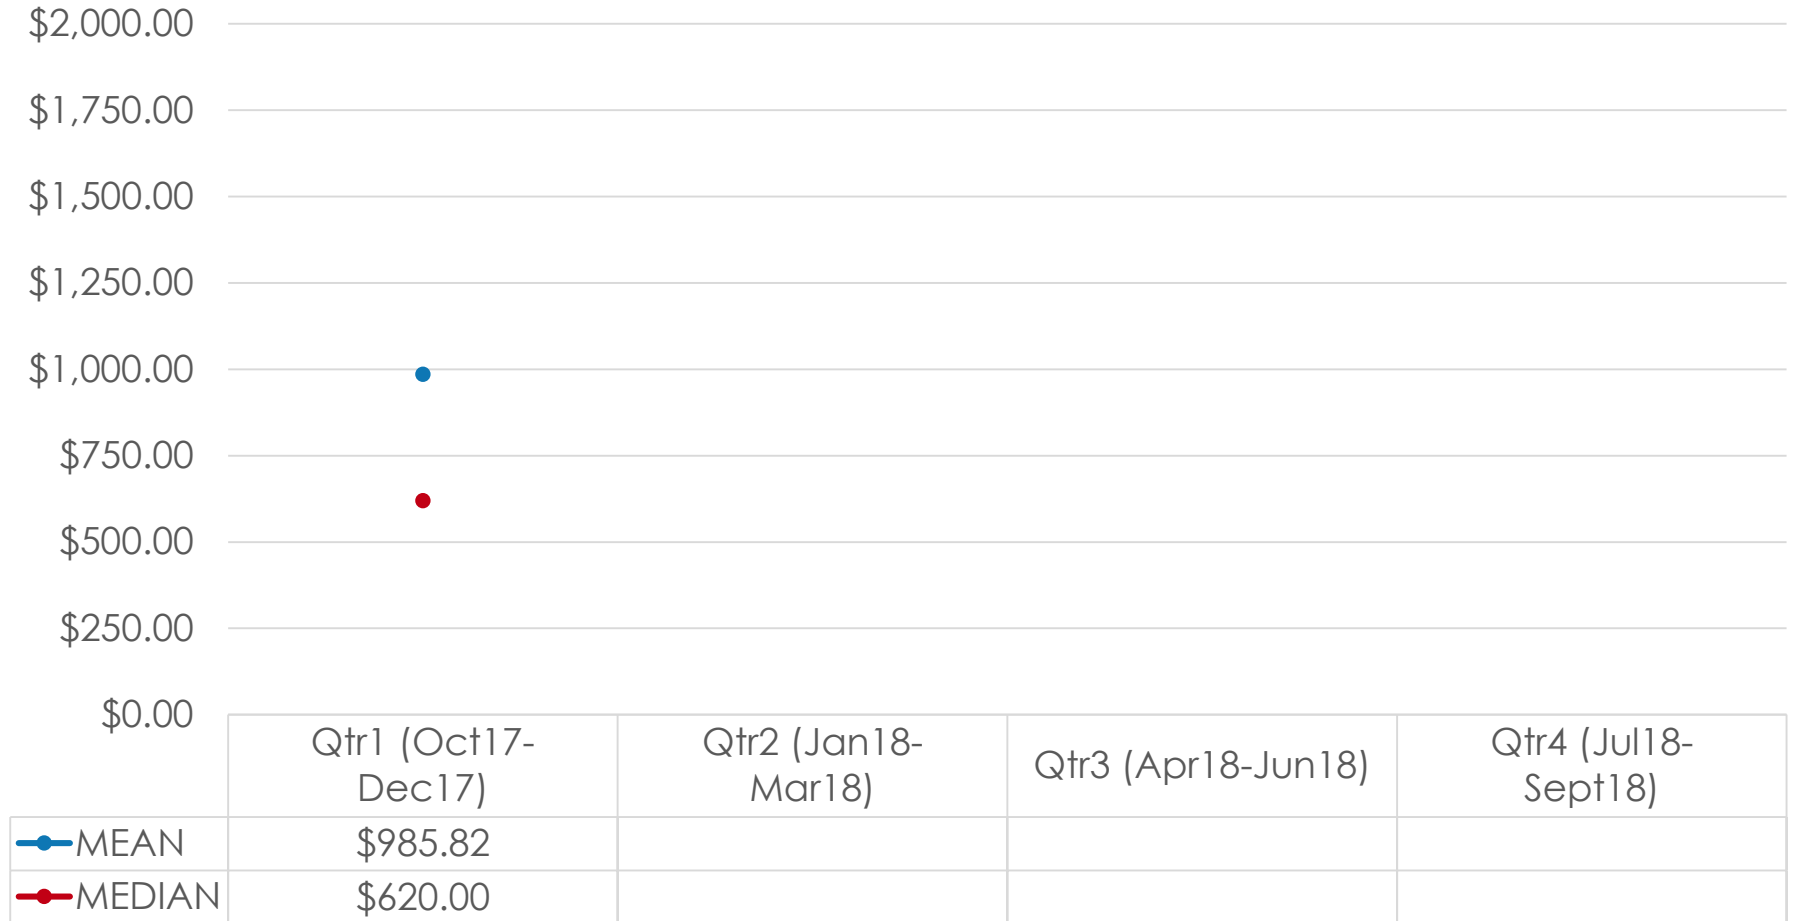 $2,000.00
$1,750.00
$1,500.00
$1,250.00
$1,000.00
$750.00
$500.00
$250.00
$0.00
Qtr1 (Oct17-
Dec17)
Qtr2 (Jan18-
Mar18)
Qtr3 (Apr18-Jun18)
Qtr4 (Jul18-
Sept18)
MEAN $985.82
MEDIAN $620.00